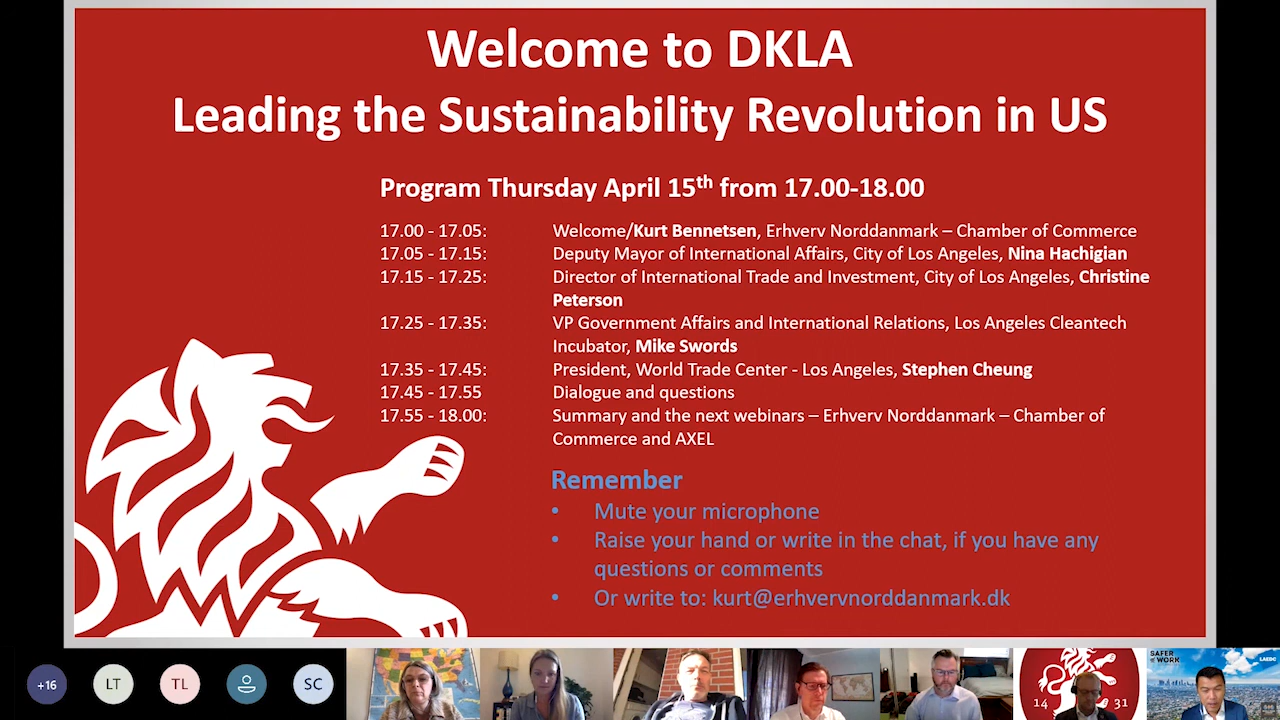 Welcome to DKLA
Leading the Sustainability Revolution in US
Program Thursday April 15th from 17.00-18.00
17.00 - 17.05: Welcome/Kurt Bennetsen, Erhverv Norddanmark – Chamber of Commerce
17.05 - 17.15: Deputy Mayor of International Affairs, City of Los Angeles, Nina Hachigian
17.15 - 17.25: Director of International Trade and Investment, City of Los Angeles, Christine
Peterson
17.25 - 17.35: VP Government Affairs and International Relations, Los Angeles Cleantech
Incubator, Mike Swords
17.35 - 17.45: President, World Trade Center - Los Angeles, Stephen Cheung
17.45 - 17.55 Dialogue and questions
17.55 - 18.00: Summary and the next webinars – Erhverv Norddanmark – Chamber of
Commerce and AXEL
Remember
• Mute your microphone
• Raise your hand or write in the chat, if you have any
questions or comments
• Or write to: kurt@erhvervnorddanmark.dk
+16 LT TL SC
14 31
SAFER
@ WORK
LAEDC